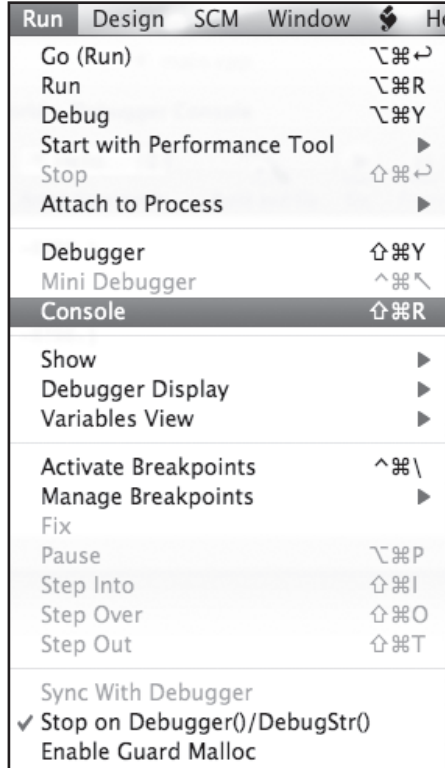 Run Design SCM Window He
Go (Run) ⌥⌘↩
Run ⌥⌘R
Debug ⌥⌘Y
Start with Performance Tool ▶
Stop ⇧⌘↩
Attach to Process ▶
Debugger ⇧⌘Y
Mini Debugger ^⌘↖
Console ⇧⌘R
Show ▶
Debugger Display ▶
Variables View ▶
Activate Breakpoints ^⌘\
Manage Breakpoints ▶
Fix
Pause ⌥⌘P
Step Into ⇧⌘I
Step Over ⇧⌘O
Step Out ⇧⌘T
Sync With Debugger
✓ Stop on Debugger()/DebugStr()
Enable Guard Malloc